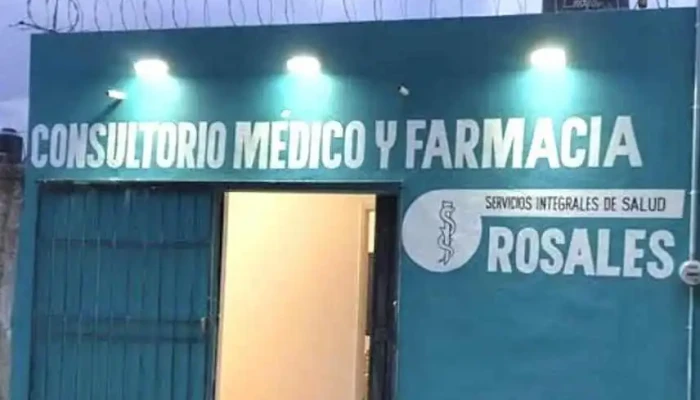 CONSULTORIO MÉDICO Y FARMACIA
SERVICIOS INTEGRALES DE SALUD
ROSALES